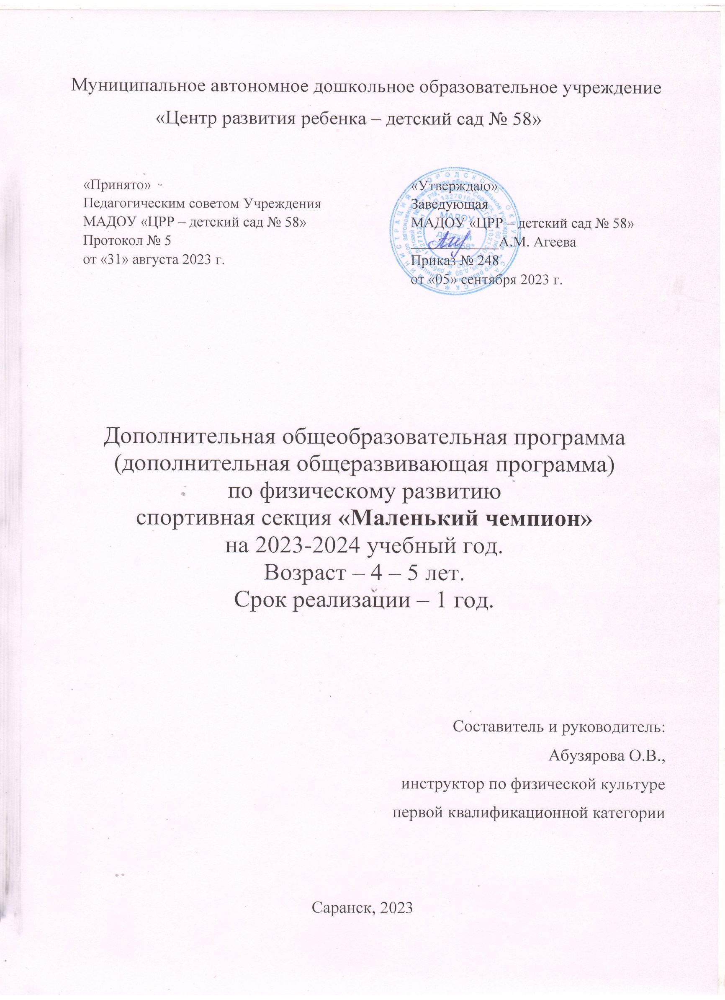 Муниципальное автономное дошкольное образовательное учреждение
«Центр развития ребенка – детский сад № 58»
«Принято»
Педагогическим советом Учреждения
МАДОУ «ЦРР – детский сад № 58»
Протокол № 5
от «31» августа 2023 г.
«Утверждаю»
Заведующая
МАДОУ «ЦРР – детский сад № 58»
А.М. Агеева
Приказ № 248
от «05» сентября 2023 г.
Дополнительная общеобразовательная программа
(дополнительная общеразвивающая программа)
по физическому развитию
спортивная секция «Маленький чемпион»
на 2023-2024 учебный год.
Возраст – 4 – 5 лет.
Срок реализации – 1 год.
Составитель и руководитель:
Абузярова О.В.,
инструктор по физической культуре
первой квалификационной категории
Саранск, 2023